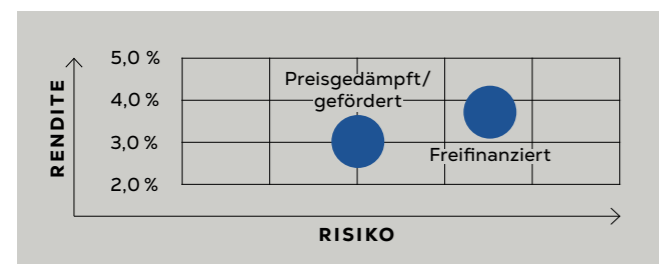 RENDITE
5,0 %
4,0 %
3,0 %
2,0 %
Preisgedämpft/
gefördert
Freifinanziert
RISIKO